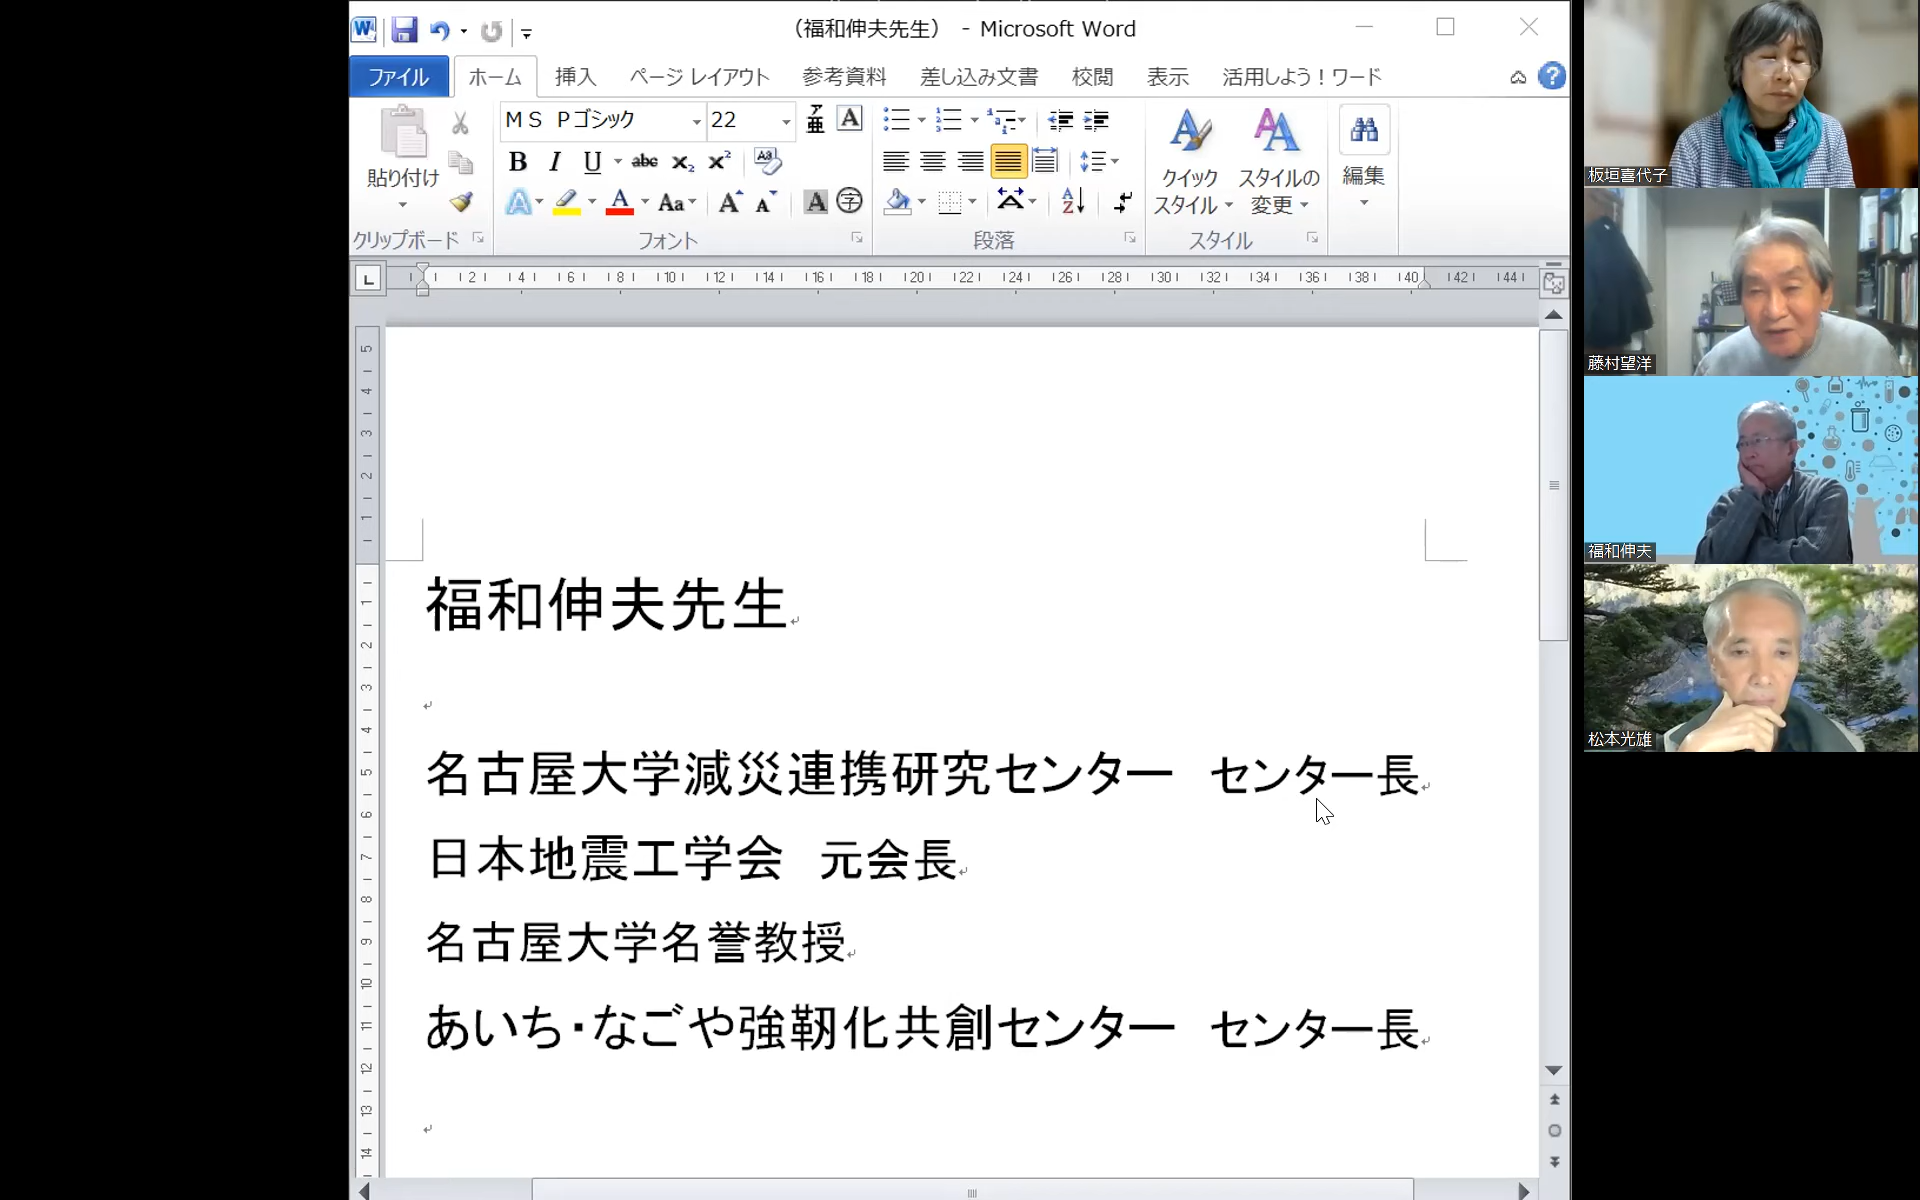 （福和伸夫先生） - Microsoft Word
ファイル ホーム 挿入 ページ レイアウト 参考資料 差し込み文書 校閲 表示 活用しよう！ワード
ＭＳ Ｐゴシック 22
貼り付け
クイック スタイル
スタイルの 変更
編集
クリップボード フォント 段落 スタイル
福和伸夫先生
名古屋大学減災連携研究センター　センター長
日本地震工学会　元会長
名古屋大学名誉教授
あいち・なごや強靭化共創センター　センター長
板垣喜代子
藤村望洋
福和伸夫
松本光雄